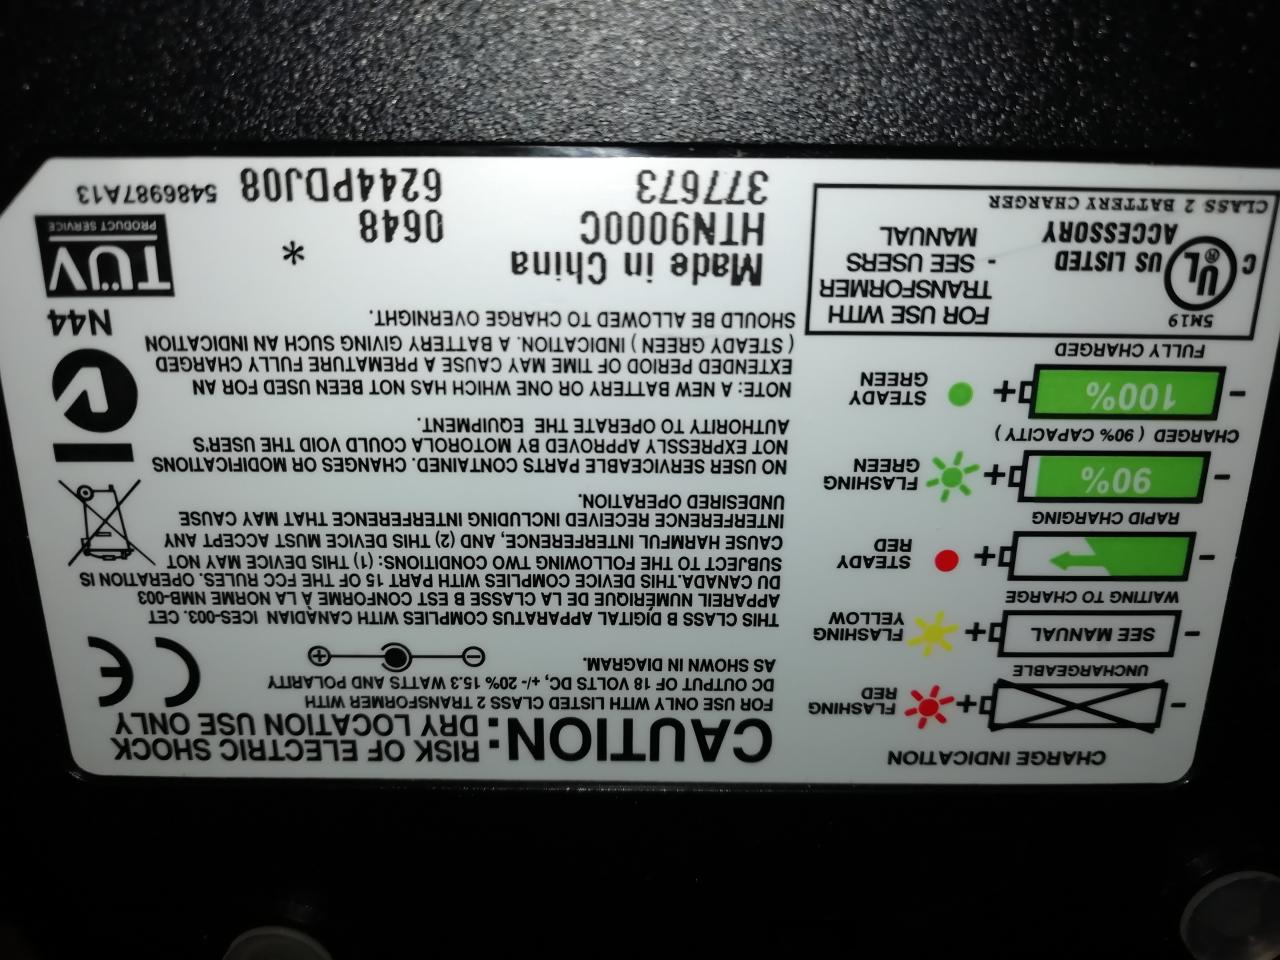 CHARGE INDICATION
FLASHING
RED
UNCHARGEABLE
FLASHING
YELLOW
SEE MANUAL
WAITING TO CHARGE
STEADY
RED
RAPID CHARGING
FLASHING
GREEN
90%
CHARGED ( 90% CAPACITY )
STEADY
GREEN
100%
FULLY CHARGED
5M19
UL®
C US LISTED
ACCESSORY
CLASS 2 BATTERY CHARGER
FOR USE WITH
TRANSFORMER
- SEE USERS
MANUAL
CAUTION: RISK OF ELECTRIC SHOCK
DRY LOCATION USE ONLY
FOR USE ONLY WITH LISTED CLASS 2 TRANSFORMER WITH
DC OUTPUT OF 18 VOLTS DC, +/- 20% 15.3 WATTS AND POLARITY
AS SHOWN IN DIAGRAM.
CE
THIS CLASS B DIGITAL APPARATUS COMPLIES WITH CANADIAN ICES-003. CET
APPAREIL NUMÉRIQUE DE LA CLASSE B EST CONFORME À LA NORME NMB-003
DU CANADA.THIS DEVICE COMPLIES WITH PART 15 OF THE FCC RULES. OPERATION IS
SUBJECT TO THE FOLLOWING TWO CONDITIONS: (1) THIS DEVICE MAY NOT
CAUSE HARMFUL INTERFERENCE, AND (2) THIS DEVICE MUST ACCEPT ANY
INTERFERENCE RECEIVED INCLUDING INTERFERENCE THAT MAY CAUSE
UNDESIRED OPERATION.
NO USER SERVICEABLE PARTS CONTAINED. CHANGES OR MODIFICATIONS
NOT EXPRESSLY APPROVED BY MOTOROLA COULD VOID THE USER'S
AUTHORITY TO OPERATE THE EQUIPMENT.
NOTE: A NEW BATTERY OR ONE WHICH HAS NOT BEEN USED FOR AN
EXTENDED PERIOD OF TIME MAY CAUSE A PREMATURE FULLY CHARGED
( STEADY GREEN ) INDICATION. A BATTERY GIVING SUCH AN INDICATION
SHOULD BE ALLOWED TO CHARGE OVERNIGHT.
N44
TÜV
PRODUCT SERVICE
Made in China *
HTN9000C 0648
377673 6244PDJ08
5486987A13